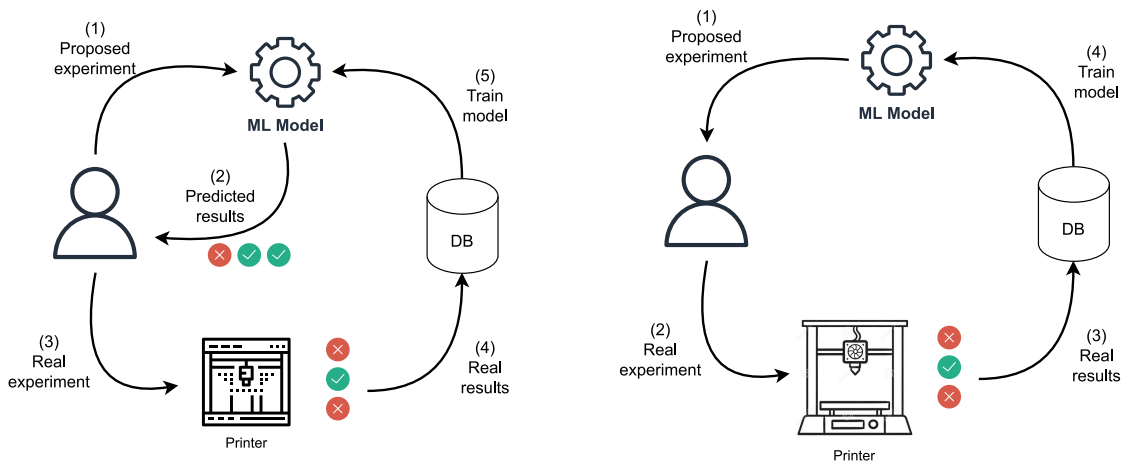 (1)
Proposed
experiment
ML Model
(5)
Train
model
(2)
Predicted
results
DB
(3)
Real
experiment
(4)
Real
results
Printer
(1)
Proposed
experiment
ML Model
(4)
Train
model
DB
(2)
Real
experiment
(3)
Real
results
Printer